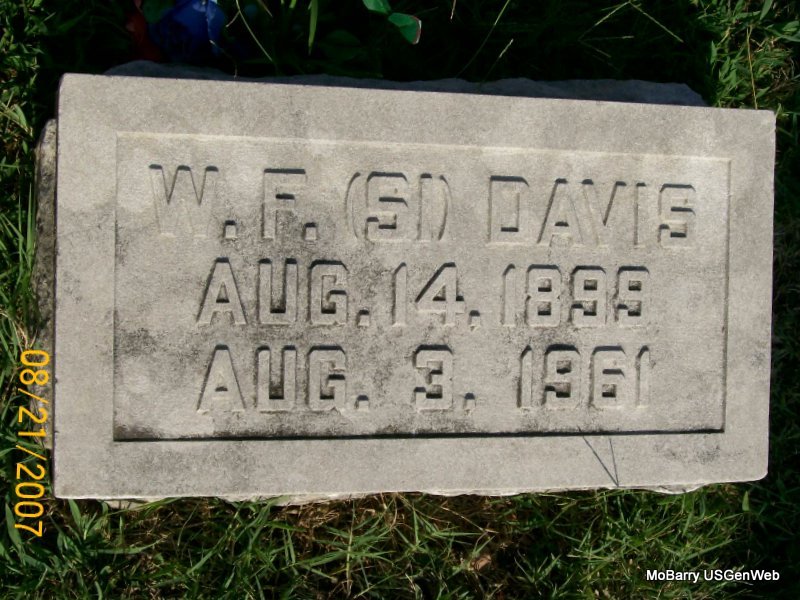 W. F. (SI) DAVIS
AUG. 14, 1899
AUG. 3, 1961
08/21/2007
MoBarry USGenWeb